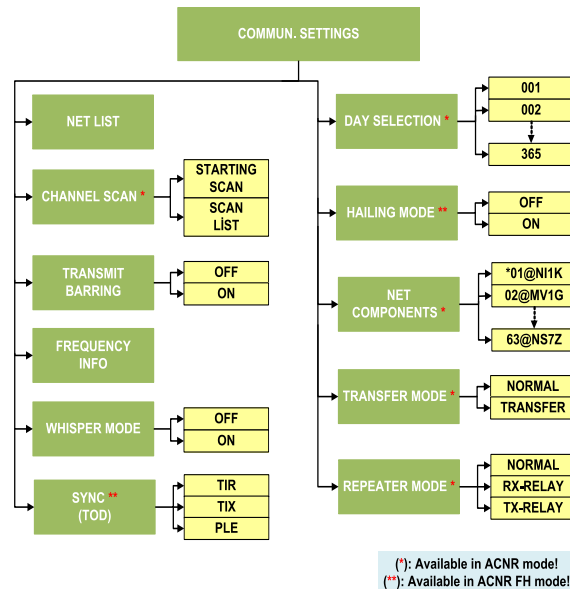 COMMUN. SETTINGS
NET LIST
CHANNEL SCAN *
STARTING
SCAN
SCAN
LİST
TRANSMIT
BARRING
OFF
ON
FREQUENCY
INFO
WHISPER MODE
OFF
ON
SYNC **
(TOD)
TIR
TIX
PLE
DAY SELECTION *
001
002
365
HAILING MODE **
OFF
ON
NET
COMPONENTS *
*01@NI1K
02@MV1G
63@NS7Z
TRANSFER MODE *
NORMAL
TRANSFER
REPEATER MODE *
NORMAL
RX-RELAY
TX-RELAY
(*): Available in ACNR mode!
(**): Available in ACNR FH mode!